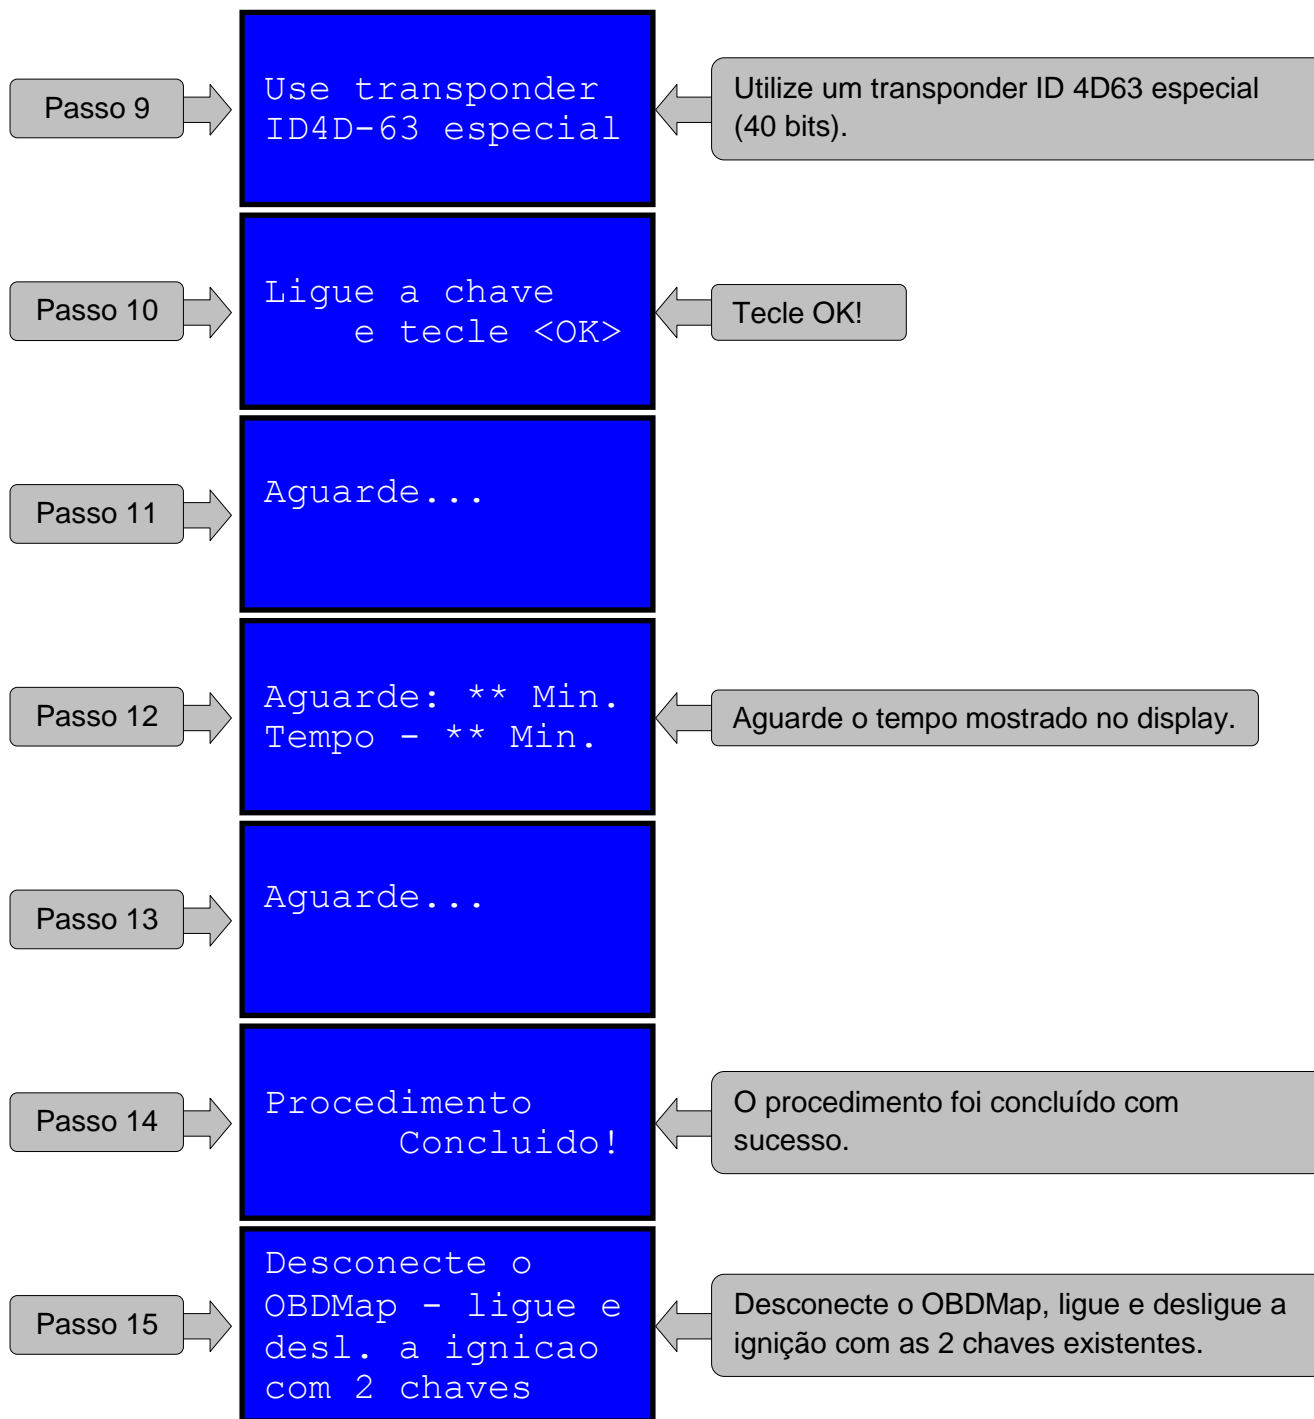 Passo 9
Use transponder
ID4D-63 especial
Utilize um transponder ID 4D63 especial
(40 bits).
Passo 10
Ligue a chave
e tecle <OK>
Tecle OK!
Passo 11
Aguarde...
Passo 12
Aguarde: ** Min.
Tempo - ** Min.
Aguarde o tempo mostrado no display.
Passo 13
Aguarde...
Passo 14
Procedimento
Concluido!
O procedimento foi concluído com
sucesso.
Passo 15
Desconecte o
OBDMap - ligue e
desl. a ignicao
com 2 chaves
Desconecte o OBDMap, ligue e desligue a
ignição com as 2 chaves existentes.